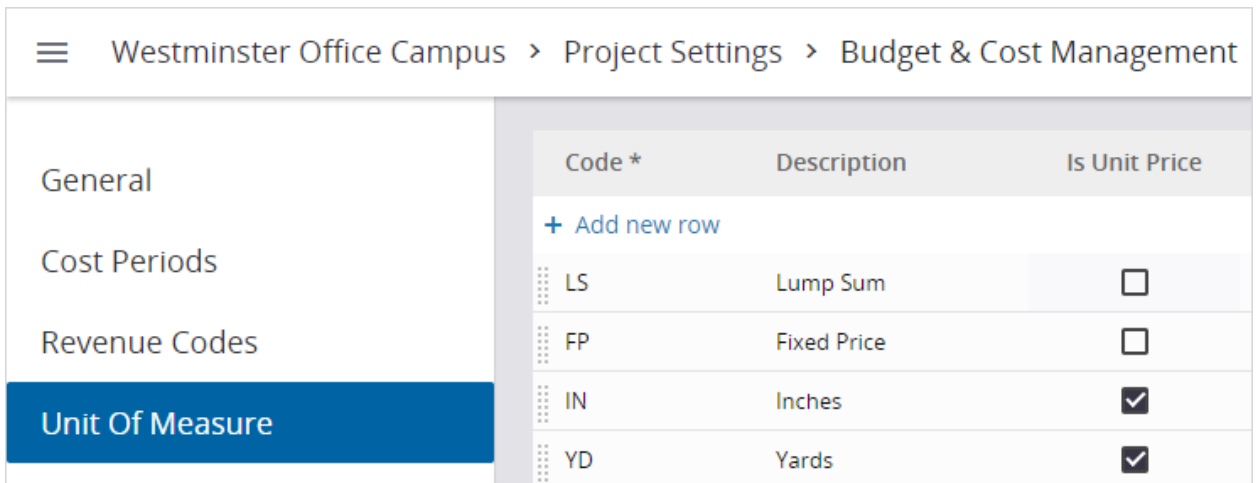 Westminster Office Campus > Project Settings > Budget & Cost Management
General
Cost Periods
Revenue Codes
Unit Of Measure
Code * Description Is Unit Price
+ Add new row
LS Lump Sum
FP Fixed Price
IN Inches
YD Yards